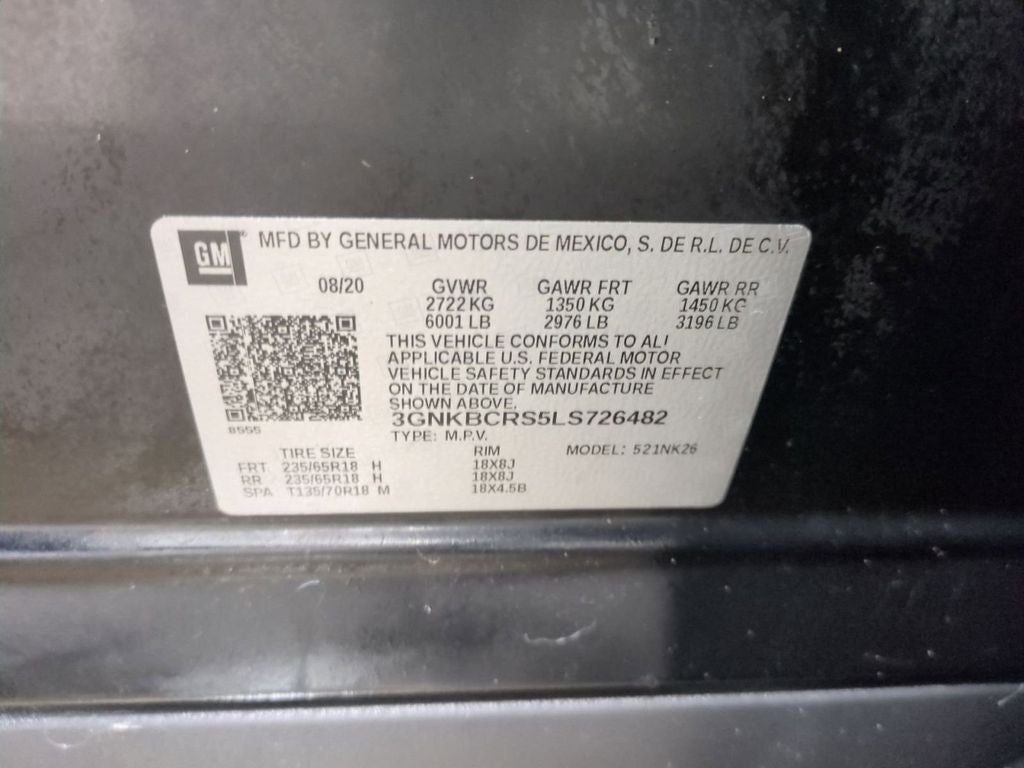 GM® MFD BY GENERAL MOTORS DE MEXICO, S. DE R.L. DE C.V.
08/20 GVWR GAWR FRT GAWR RR
2722 KG 1350 KG 1450 KG
6001 LB 2976 LB 3196 LB
THIS VEHICLE CONFORMS TO ALL
APPLICABLE U.S. FEDERAL MOTOR
VEHICLE SAFETY STANDARDS IN EFFECT
ON THE DATE OF MANUFACTURE
SHOWN ABOVE.
3GNKBCRS5LS726482
8555
TYPE: M.P.V.
TIRE SIZE RIM MODEL: 521NK26
FRT 235/65R18 H 18X8J
RR 235/65R18 H 18X8J
SPA T135/70R18 M 18X4.5B